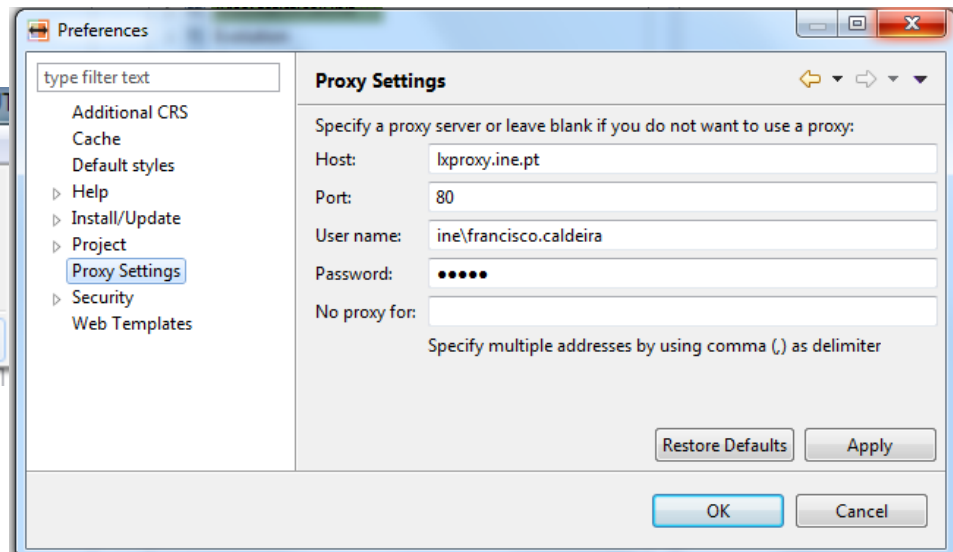 Preferences
type filter text
Additional CRS
Cache
Default styles
Help
Install/Update
Project
Proxy Settings
Security
Web Templates
Proxy Settings
Specify a proxy server or leave blank if you do not want to use a proxy:
Host: lxproxy.ine.pt
Port: 80
User name: ine\francisco.caldeira
Password: •••••
No proxy for:
Specify multiple addresses by using comma (,) as delimiter
Restore Defaults Apply
OK Cancel